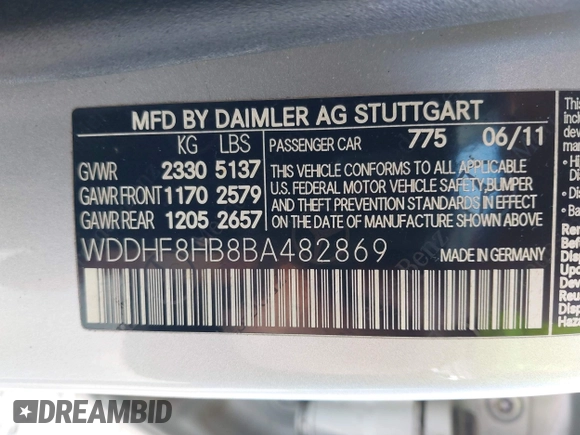 MFD BY DAIMLER AG STUTTGART
KG LBS PASSENGER CAR 775 06/11
GVWR 2330 5137
GAWR FRONT 1170 2579
GAWR REAR 1205 2657
THIS VEHICLE CONFORMS TO ALL APPLICABLE
U.S. FEDERAL MOTOR VEHICLE SAFETY, BUMPER
AND THEFT PREVENTION STANDARDS IN EFFECT
ON THE DATE OF MANUFACTURE SHOWN ABOVE.
WDDHF8HB8BA482869 MADE IN GERMANY
DREAMBID